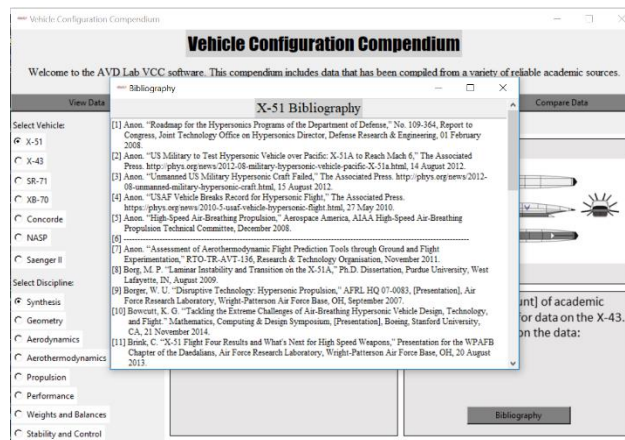 Vehicle Configuration Compendium
Vehicle Configuration Compendium
Welcome to the AVD Lab VCC software. This compendium includes data that has been compiled from a variety of reliable academic sources.
View Data
Compare Data
Bibliography
X-51 Bibliography
[1] Anon. “Roadmap for the Hypersonics Programs of the Department of Defense,” No. 109-364, Report to
Congress, Joint Technology Office on Hypersonics Director, Defense Research & Engineering, 01 February
2008.
[2] Anon. “US Military to Test Hypersonic Vehicle over Pacific: X-51A to Reach Mach 6,” The Associated
Press. http://phys.org/news/2012-08-military-hypersonic-vehicle-pacific-X-51a.html, 14 August 2012.
[3] Anon. “Unmanned US Military Hypersonic Craft Failed,” The Associated Press. http://phys.org/news/2012-
08-unmanned-military-hypersonic-craft.html, 15 August 2012.
[4] Anon. “USAF Vehicle Breaks Record for Hypersonic Flight,” The Associated Press.
https://phys.org/news/2010-5-usaf-vehicle-hypersonic-flight.html, 27 May 2010.
[5] Anon. “High-Speed Air-Breathing Propulsion,” Aerospace America, AIAA High-Speed Air-Breathing
Propulsion Technical Committee, December 2008.
[6] ---
[7] Anon. “Assessment of Aerothermodynamic Flight Prediction Tools through Ground and Flight
Experimentation,” RTO-TR-AVT-136, Research & Technology Organisation, November 2011.
[8] Borg, M. P. “Laminar Instability and Transition on the X-51A,” Ph.D. Dissertation, Purdue University, West
Lafayette, IN, August 2009.
[9] Borger, W. U. “Disruptive Technology: Hypersonic Propulsion,” AFRL HQ 07-0083, [Presentation], Air
Force Research Laboratory, Wright-Patterson Air Force Base, OH, September 2007.
[10] Bowcutt, K. G. “Tackling the Extreme Challenges of Air-Breathing Hypersonic Vehicle Design, Technology,
and Flight.” Mathematics, Computing & Design Symposium, [Presentation], Boeing, Stanford University,
CA, 21 November 2014.
[11] Brink, C. “X-51 Flight Four Results and What's Next for High Speed Weapons,” Presentation for the WPAFB
Chapter of the Daedalians, Air Force Research Laboratory, Wright-Patterson Air Force Base, OH, 20 August
2013.
Select Vehicle:
X-51
X-43
SR-71
XB-70
Concorde
NASP
Saenger II
Select Discipline:
Synthesis
Geometry
Aerodynamics
Aerothermodynamics
Propulsion
Performance
Weights and Balances
Stability and Control
unt] of academic
for data on the X-43.
on the data:
Bibliography